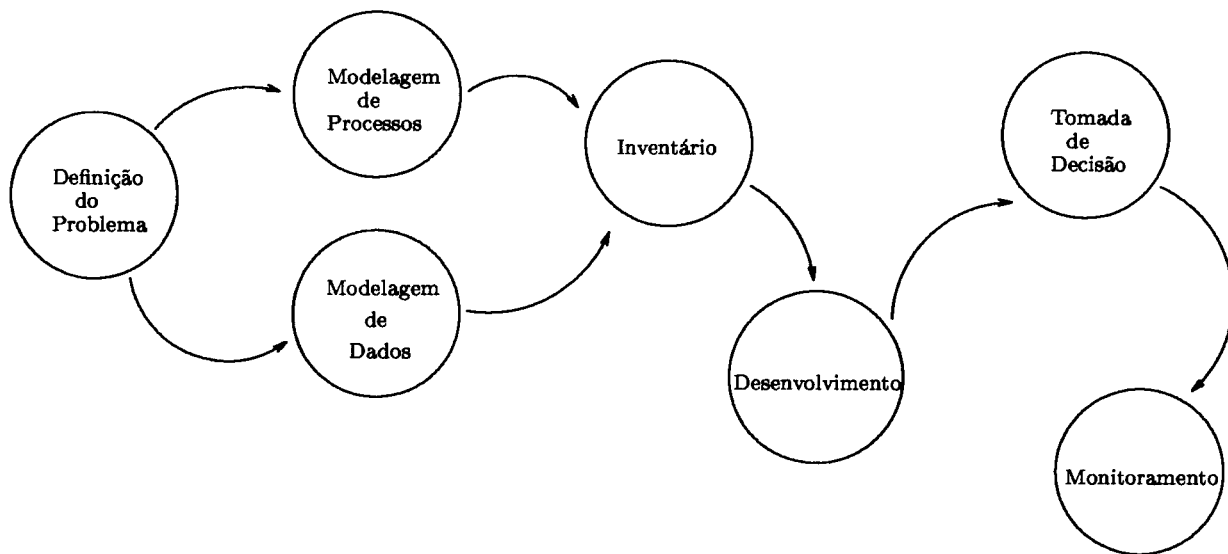 Definição
do
Problema
Modelagem
de
Processos
Modelagem
de
Dados
Inventário
Desenvolvimento
Tomada
de
Decisão
Monitoramento